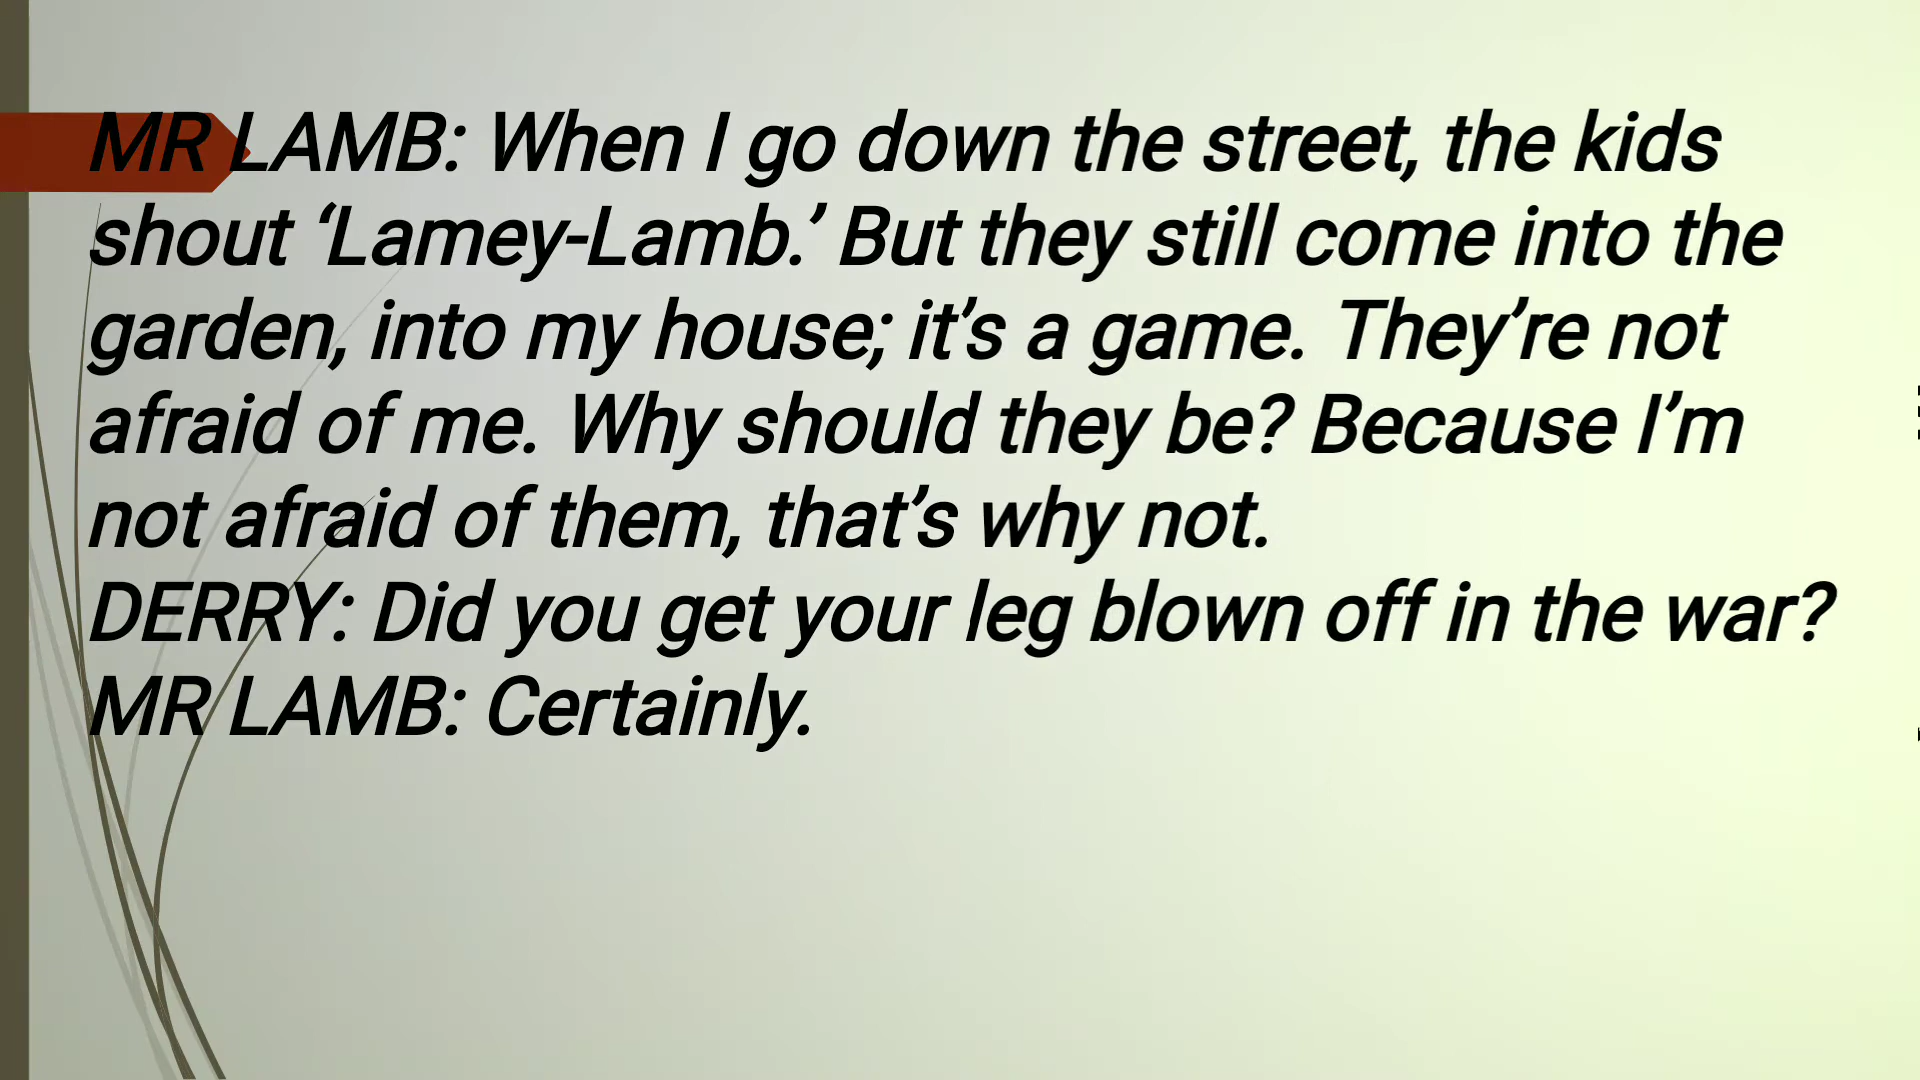 MR LAMB: When I go down the street, the kids
shout ‘Lamey-Lamb.’ But they still come into the
garden, into my house; it’s a game. They’re not
afraid of me. Why should they be? Because I’m
not afraid of them, that’s why not.
DERRY: Did you get your leg blown off in the war?
MR LAMB: Certainly.